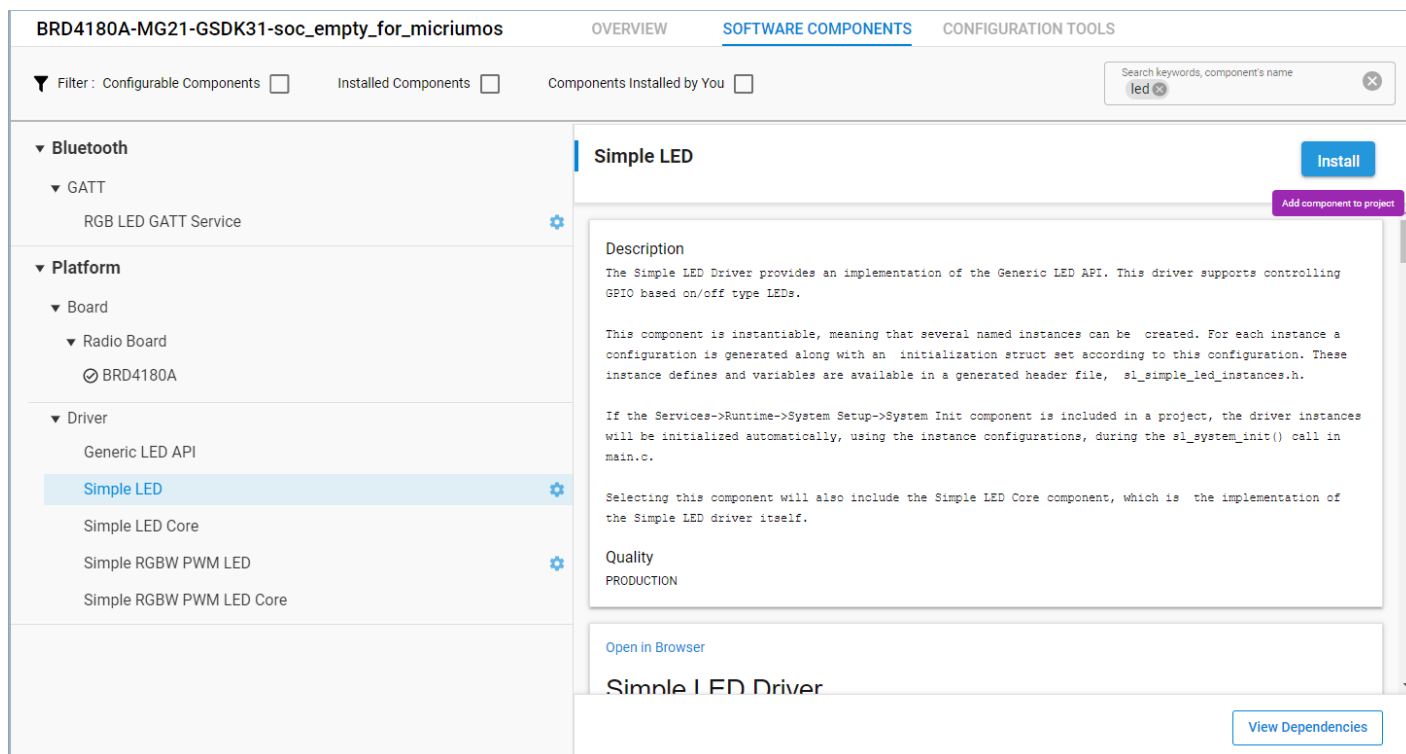 BRD4180A-MG21-GSDK31-soc_empty_for_micriumos
OVERVIEW
SOFTWARE COMPONENTS
CONFIGURATION TOOLS
Filter : Configurable Components
Installed Components
Components Installed by You
Search keywords, component's name
led
Bluetooth
GATT
RGB LED GATT Service
Platform
Board
Radio Board
BRD4180A
Driver
Generic LED API
Simple LED
Simple LED Core
Simple RGBW PWM LED
Simple RGBW PWM LED Core
Simple LED
Install
Add component to project
Description
The Simple LED Driver provides an implementation of the Generic LED API. This driver supports controlling
GPIO based on/off type LEDs.
This component is instantiable, meaning that several named instances can be  created. For each instance a
configuration is generated along with an  initialization struct set according to this configuration. These
instance defines and variables are available in a generated header file,  sl_simple_led_instances.h.
If the Services->Runtime->System Setup->System Init component is included in a project, the driver instances
will be initialized automatically, using the instance configurations, during the sl_system_init() call in
main.c.
Selecting this component will also include the Simple LED Core component, which is  the implementation of
the Simple LED driver itself.
Quality
PRODUCTION
Open in Browser
Simple LED Driver
View Dependencies